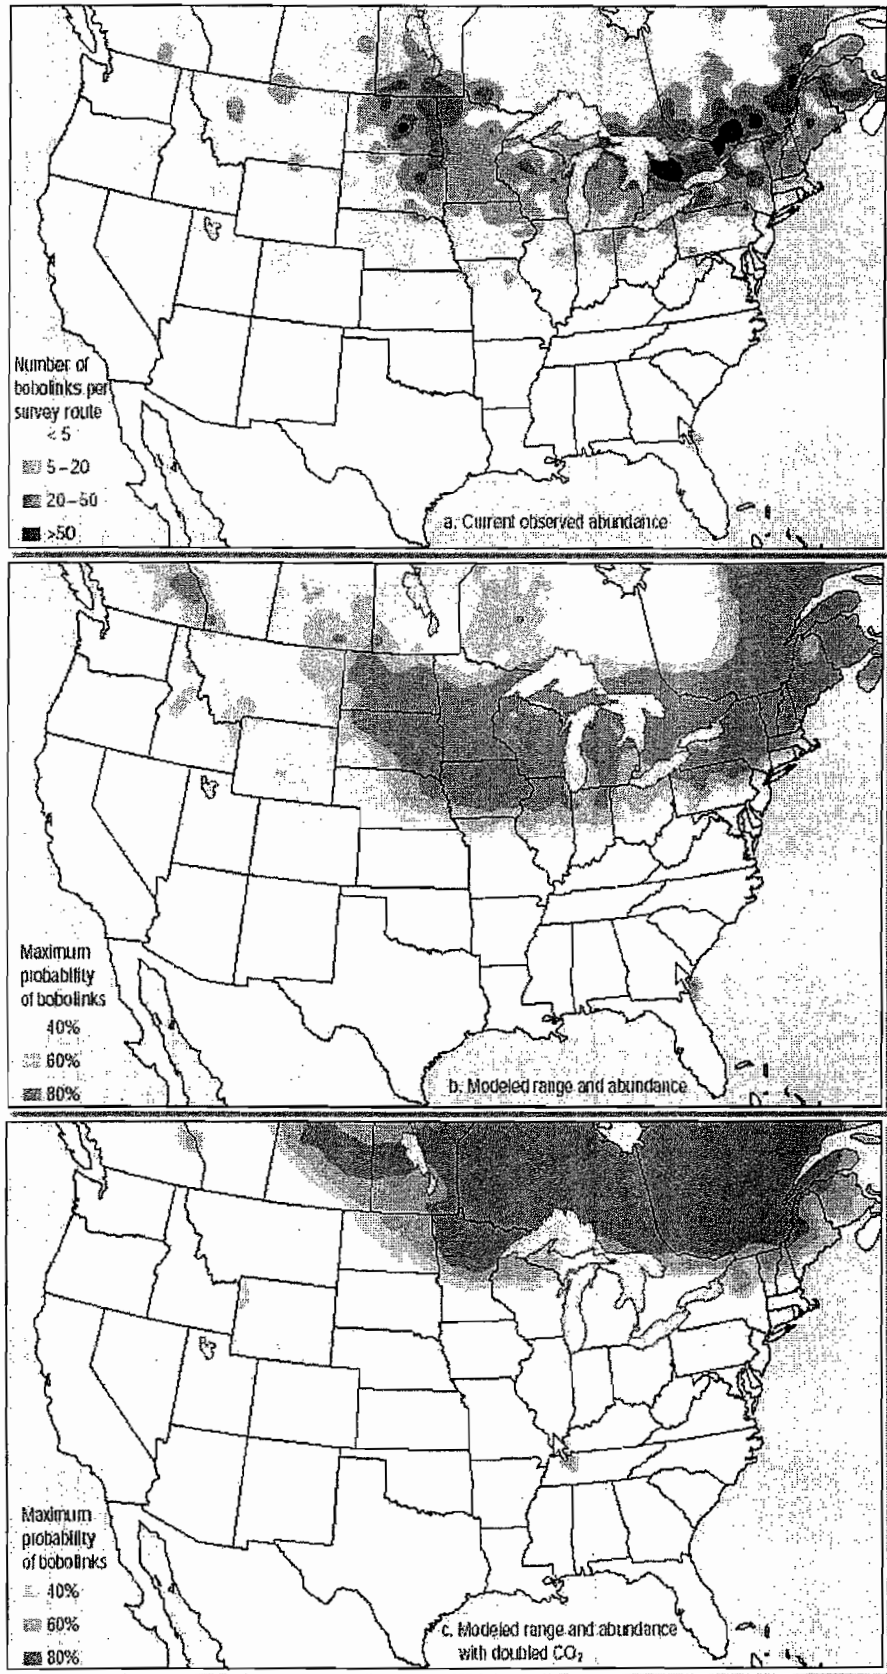 Number of
bobolinks per
survey route
< 5
5–20
20–50
>50
a. Current observed abundance
Maximum
probability
of bobolinks
40%
60%
80%
b. Modeled range and abundance
Maximum
probability
of bobolinks
40%
60%
80%
c. Modeled range and abundance
with doubled CO₂